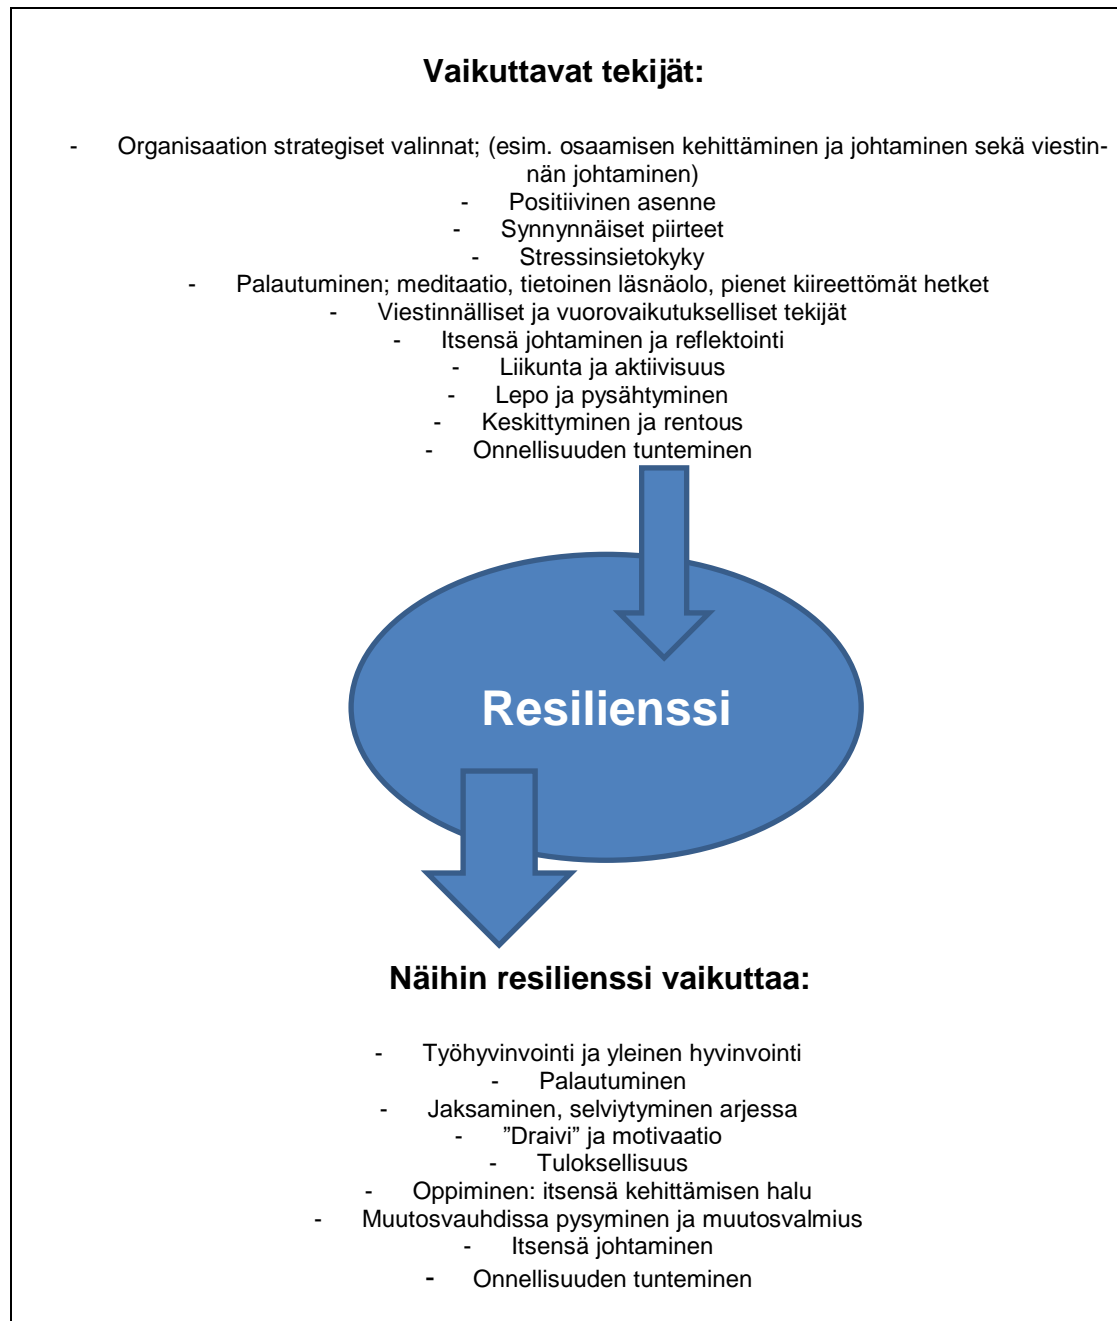 Vaikuttavat tekijät:
- Organisaation strategiset valinnat; (esim. osaamisen kehittäminen ja johtaminen sekä viestin-
nän johtaminen)
- Positiivinen asenne
- Synnynnäiset piirteet
- Stressinsietokyky
- Palautuminen; meditaatio, tietoinen läsnäolo, pienet kiireettömät hetket
- Viestinnälliset ja vuorovaikutukselliset tekijät
- Itsensä johtaminen ja reflektointi
- Liikunta ja aktiivisuus
- Lepo ja pysähtyminen
- Keskittyminen ja rentous
- Onnellisuuden tunteminen
Resilienssi
Näihin resilienssi vaikuttaa:
- Työhyvinvointi ja yleinen hyvinvointi
- Palautuminen
- Jaksaminen, selviytyminen arjessa
- ”Draivi” ja motivaatio
- Tuloksellisuus
- Oppiminen: itsensä kehittämisen halu
- Muutosvauhdissa pysyminen ja muutosvalmius
- Itsensä johtaminen
- Onnellisuuden tunteminen